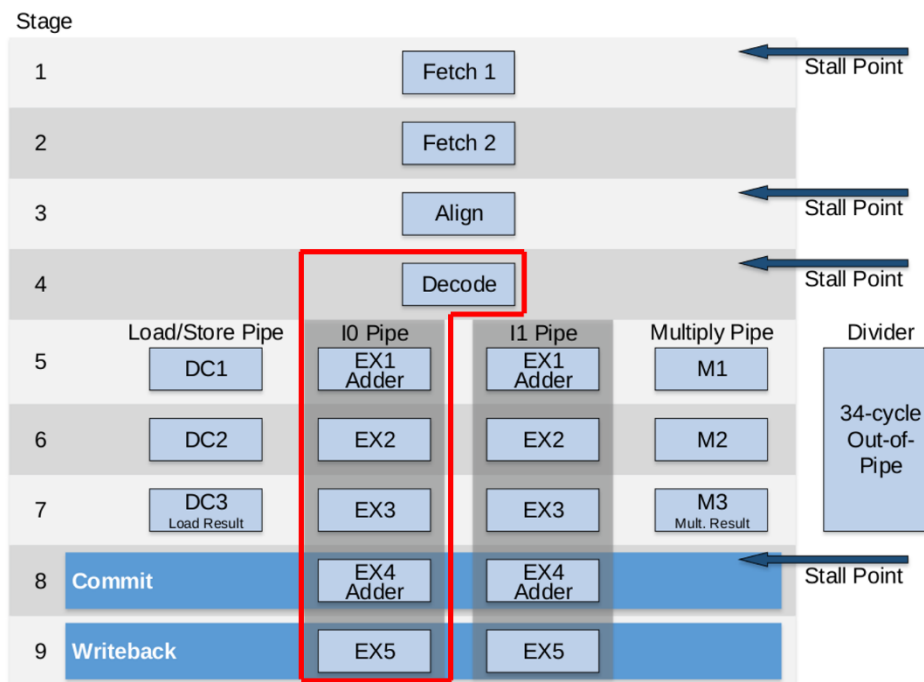 Stage
1
Fetch 1
Stall Point
2
Fetch 2
3
Align
Stall Point
4
Decode
Stall Point
Load/Store Pipe
I0 Pipe
I1 Pipe
Multiply Pipe
Divider
5
DC1
EX1
Adder
EX1
Adder
M1
34-cycle
Out-of-
Pipe
6
DC2
EX2
EX2
M2
7
DC3
Load Result
EX3
EX3
M3
Mult. Result
8
Commit
EX4
Adder
EX4
Adder
Stall Point
9
Writeback
EX5
EX5